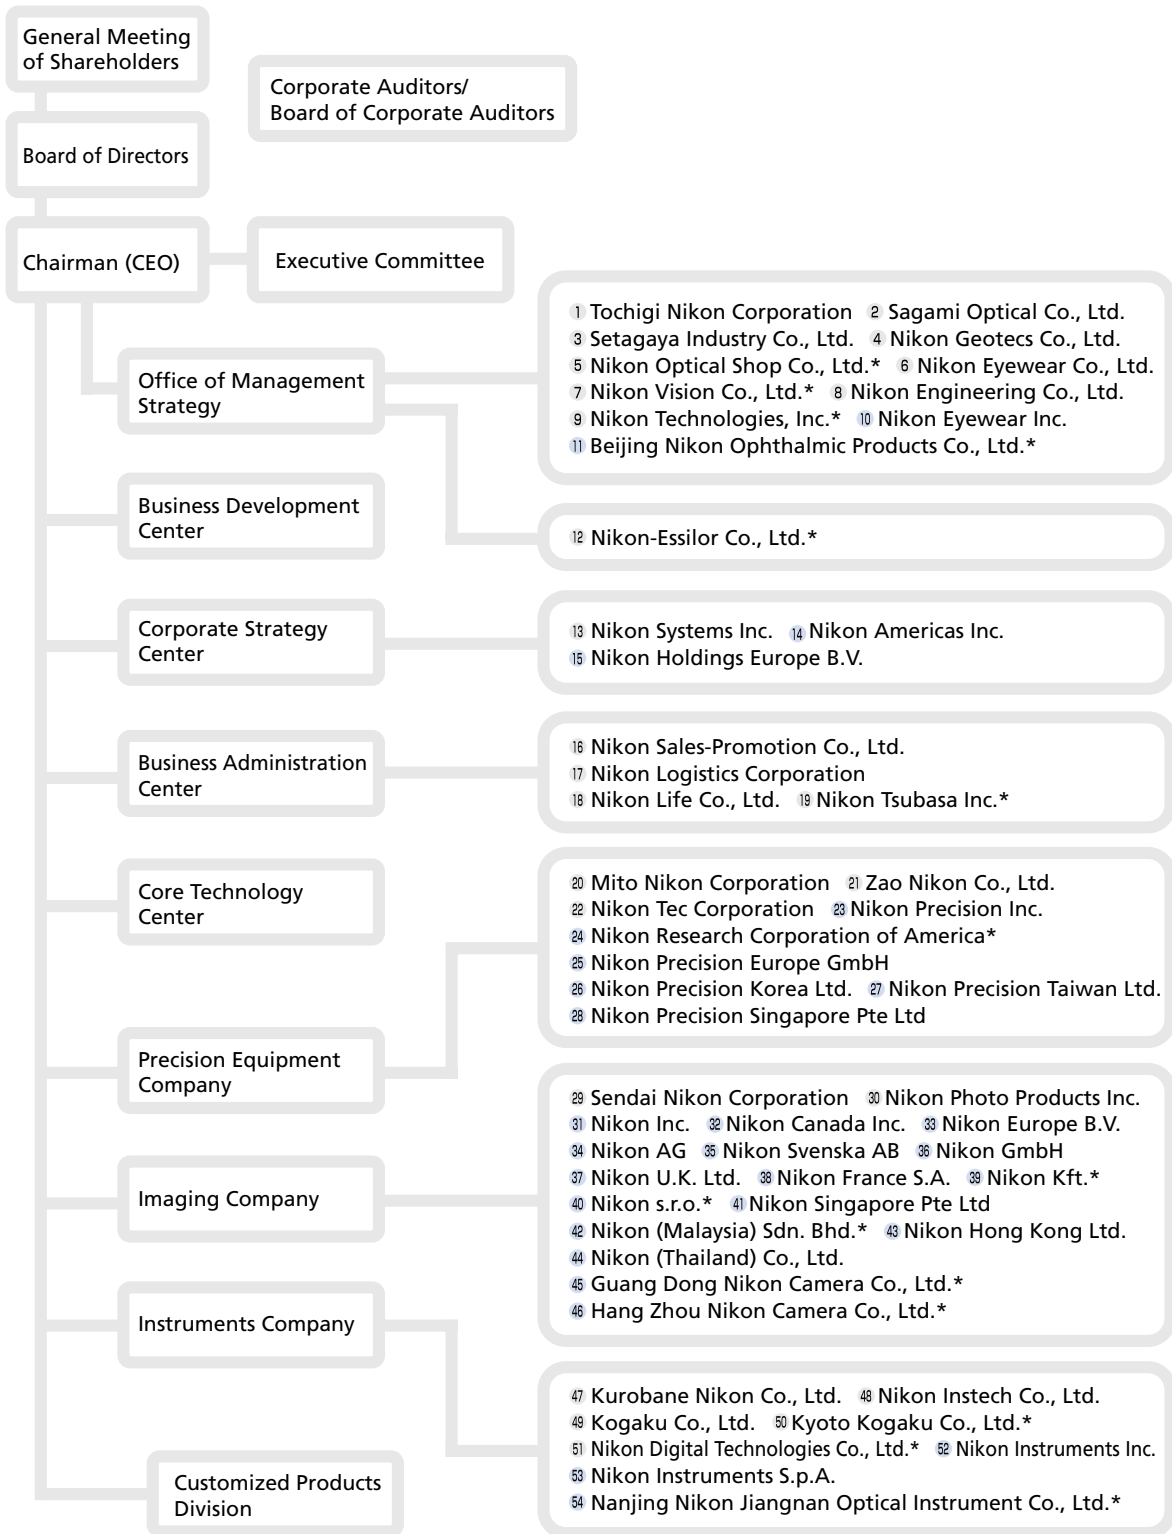 General Meeting
of Shareholders
Corporate Auditors/
Board of Corporate Auditors
Board of Directors
Chairman (CEO)
Executive Committee
Office of Management
Strategy
① Tochigi Nikon Corporation ② Sagami Optical Co., Ltd.
③ Setagaya Industry Co., Ltd. ④ Nikon Geotecs Co., Ltd.
⑤ Nikon Optical Shop Co., Ltd.* ⑥ Nikon Eyewear Co., Ltd.
⑦ Nikon Vision Co., Ltd.* ⑧ Nikon Engineering Co., Ltd.
⑨ Nikon Technologies, Inc.* ⑩ Nikon Eyewear Inc.
⑪ Beijing Nikon Ophthalmic Products Co., Ltd.*
Business Development
Center
⑫ Nikon-Essilor Co., Ltd.*
Corporate Strategy
Center
⑬ Nikon Systems Inc. ⑭ Nikon Americas Inc.
⑮ Nikon Holdings Europe B.V.
Business Administration
Center
⑯ Nikon Sales-Promotion Co., Ltd.
⑰ Nikon Logistics Corporation
⑱ Nikon Life Co., Ltd. ⑲ Nikon Tsubasa Inc.*
Core Technology
Center
⑳ Mito Nikon Corporation ㉑ Zao Nikon Co., Ltd.
㉒ Nikon Tec Corporation ㉓ Nikon Precision Inc.
㉔ Nikon Research Corporation of America*
㉕ Nikon Precision Europe GmbH
㉖ Nikon Precision Korea Ltd. ㉗ Nikon Precision Taiwan Ltd.
㉘ Nikon Precision Singapore Pte Ltd
Precision Equipment
Company
㉙ Sendai Nikon Corporation ㉚ Nikon Photo Products Inc.
㉛ Nikon Inc. ㉜ Nikon Canada Inc. ㉝ Nikon Europe B.V.
㉞ Nikon AG ㉟ Nikon Svenska AB ㊱ Nikon GmbH
㊲ Nikon U.K. Ltd. ㊳ Nikon France S.A. ㊴ Nikon Kft.*
㊵ Nikon s.r.o.* ㊶ Nikon Singapore Pte Ltd
㊷ Nikon (Malaysia) Sdn. Bhd.* ㊸ Nikon Hong Kong Ltd.
㊹ Nikon (Thailand) Co., Ltd.
㊺ Guang Dong Nikon Camera Co., Ltd.*
㊻ Hang Zhou Nikon Camera Co., Ltd.*
Imaging Company
Instruments Company
㊼ Kurobane Nikon Co., Ltd. ㊽ Nikon Instech Co., Ltd.
㊾ Kogaku Co., Ltd. ㊿ Kyoto Kogaku Co., Ltd.*
51 Nikon Digital Technologies Co., Ltd.* 52 Nikon Instruments Inc.
53 Nikon Instruments S.p.A.
54 Nanjing Nikon Jiangnan Optical Instrument Co., Ltd.*
Customized Products
Division